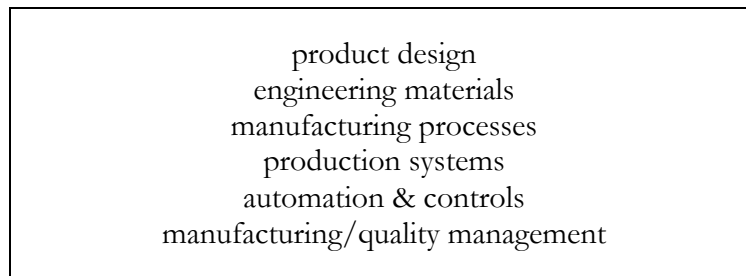 product design
engineering materials
manufacturing processes
production systems
automation & controls
manufacturing/quality management